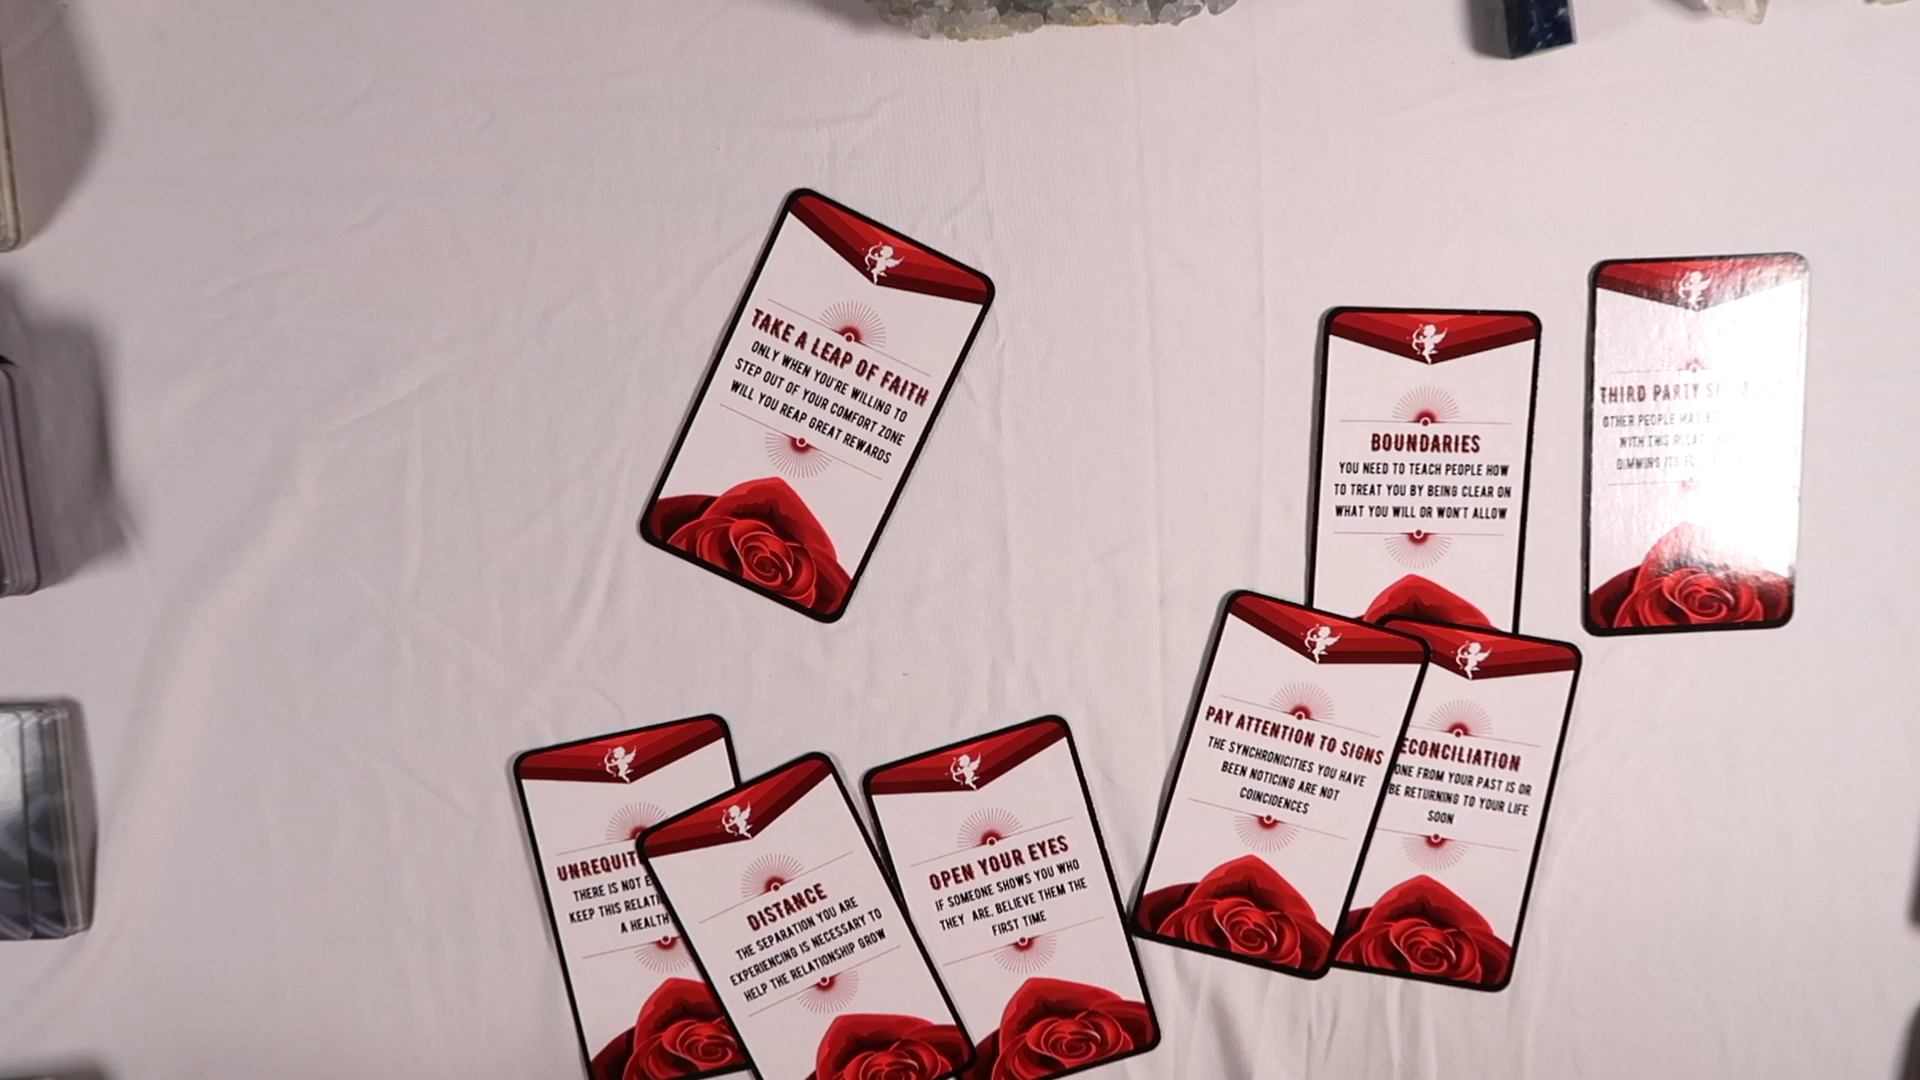 TAKE A LEAP OF FAITH
ONLY WHEN YOU'RE WILLING TO
STEP OUT OF YOUR COMFORT ZONE
WILL YOU REAP GREAT REWARDS
BOUNDARIES
YOU NEED TO TEACH PEOPLE HOW
TO TREAT YOU BY BEING CLEAR ON
WHAT YOU WILL OR WON'T ALLOW
THIRD PARTY
OTHER PEOPLE MAY
WITH THIS
DIMMING ITS
THERE IS NOT
KEEP THIS
A
DISTANCE
THE SEPARATION YOU ARE
EXPERIENCING IS NECESSARY TO
HELP THE RELATIONSHIP GROW
OPEN YOUR EYES
IF SOMEONE SHOWS YOU WHO
THEY ARE, BELIEVE THEM THE
FIRST TIME
PAY ATTENTION TO SIGNS
THE SYNCHRONICITIES YOU HAVE
BEEN NOTICING ARE NOT
COINCIDENCES
ECONCILIATION
ONE FROM YOUR PAST IS OR
BE RETURNING TO YOUR LIFE
SOON